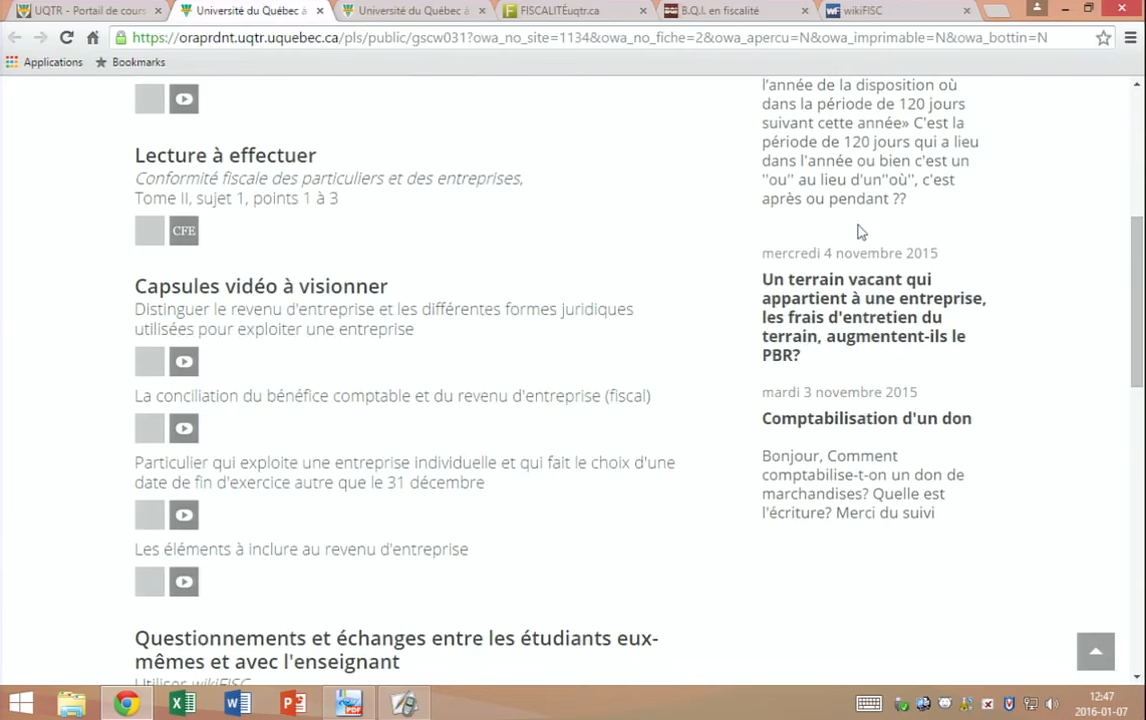 UQTR - Portail de cours
Université du Québec à
Université du Québec à
FISCALITÉuqtr.ca
B.Q.I. en fiscalité
wikiFISC
https://oraprdnt.uqtr.uquebec.ca/pls/public/gscw031?owa_no_site=1134&owa_no_fiche=2&owa_apercu=N&owa_imprimable=N&owa_bottin=N
Applications
Bookmarks
Lecture à effectuer
Conformité fiscale des particuliers et des entreprises,
Tome II, sujet 1, points 1 à 3
CFE
Capsules vidéo à visionner
Distinguer le revenu d'entreprise et les différentes formes juridiques
utilisées pour exploiter une entreprise
La conciliation du bénéfice comptable et du revenu d'entreprise (fiscal)
Particulier qui exploite une entreprise individuelle et qui fait le choix d'une
date de fin d'exercice autre que le 31 décembre
Les éléments à inclure au revenu d'entreprise
Questionnements et échanges entre les étudiants eux-
mêmes et avec l'enseignant
Utiliser wikiFISC
l'année de la disposition où
dans la période de 120 jours
suivant cette année» C'est la
période de 120 jours qui a lieu
dans l'année ou bien c'est un
''ou'' au lieu d'un''où'', c'est
après ou pendant ??
mercredi 4 novembre 2015
Un terrain vacant qui
appartient à une entreprise,
les frais d'entretien du
terrain, augmentent-ils le
PBR?
mardi 3 novembre 2015
Comptabilisation d'un don
Bonjour, Comment
comptabilise-t-on un don de
marchandises? Quelle est
l'écriture? Merci du suivi
PDF
12:47
2016-01-07